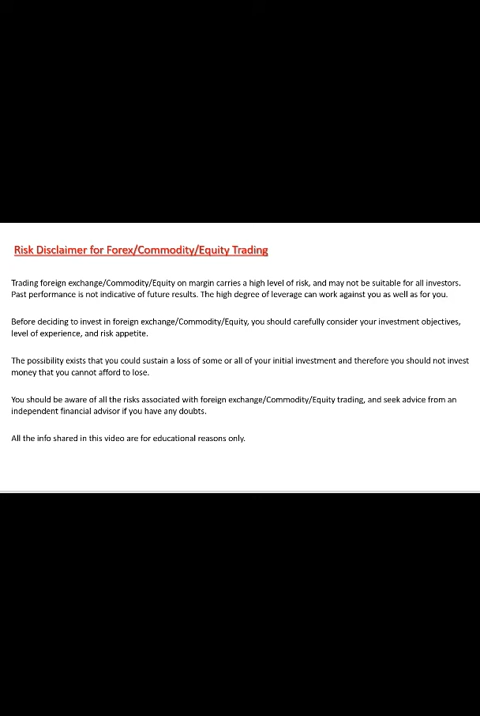 Risk Disclaimer for Forex/Commodity/Equity Trading
Trading foreign exchange/Commodity/Equity on margin carries a high level of risk, and may not be suitable for all investors.
Past performance is not indicative of future results. The high degree of leverage can work against you as well as for you.
Before deciding to invest in foreign exchange/Commodity/Equity, you should carefully consider your investment objectives,
level of experience, and risk appetite.
The possibility exists that you could sustain a loss of some or all of your initial investment and therefore you should not invest
money that you cannot afford to lose.
You should be aware of all the risks associated with foreign exchange/Commodity/Equity trading, and seek advice from an
independent financial advisor if you have any doubts.
All the info shared in this video are for educational reasons only.